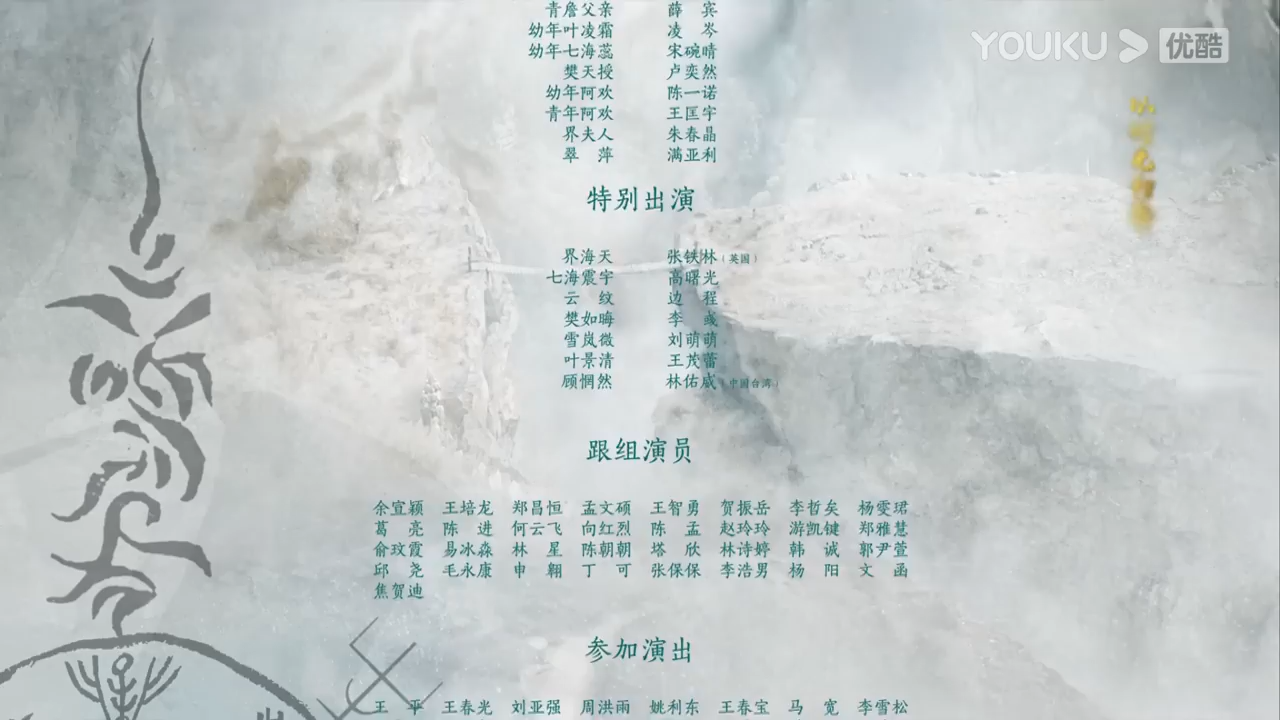 YOUKU 优酷
青詹父亲 薛宾
幼年叶凌霜 凌岑
幼年七海蕊 宋碗晴
樊天授 卢奕然
幼年阿欢 陈一诺
青年阿欢 王匡宇
界夫人 朱春晶
翠萍 满亚利
特别出演
界海天 张铁林（英国）
七海震宇 高曙光
云纹 边程
樊如晦 李彧
雪岚微 刘萌萌
叶景清 王茂蕾
顾惘然 林佑威（中国台湾）
跟组演员
余宣颖 王培龙 郑昌恒 孟文硕 王智勇 贺振岳 李哲矣 杨雯珺
葛亮 陈进 何云飞 向红烈 陈孟 赵玲玲 游凯键 郑雅慧
俞玟霞 易冰淼 林星 陈朝朝 塔欣 林诗婷 韩诚 郭尹萱
邱尧 毛永康 申翱 丁可 张保保 李浩男 杨阳 文函
焦贺迪
参加演出
王平 王春光 刘亚强 周洪雨 姚利东 王春宝 马宽 李雪松